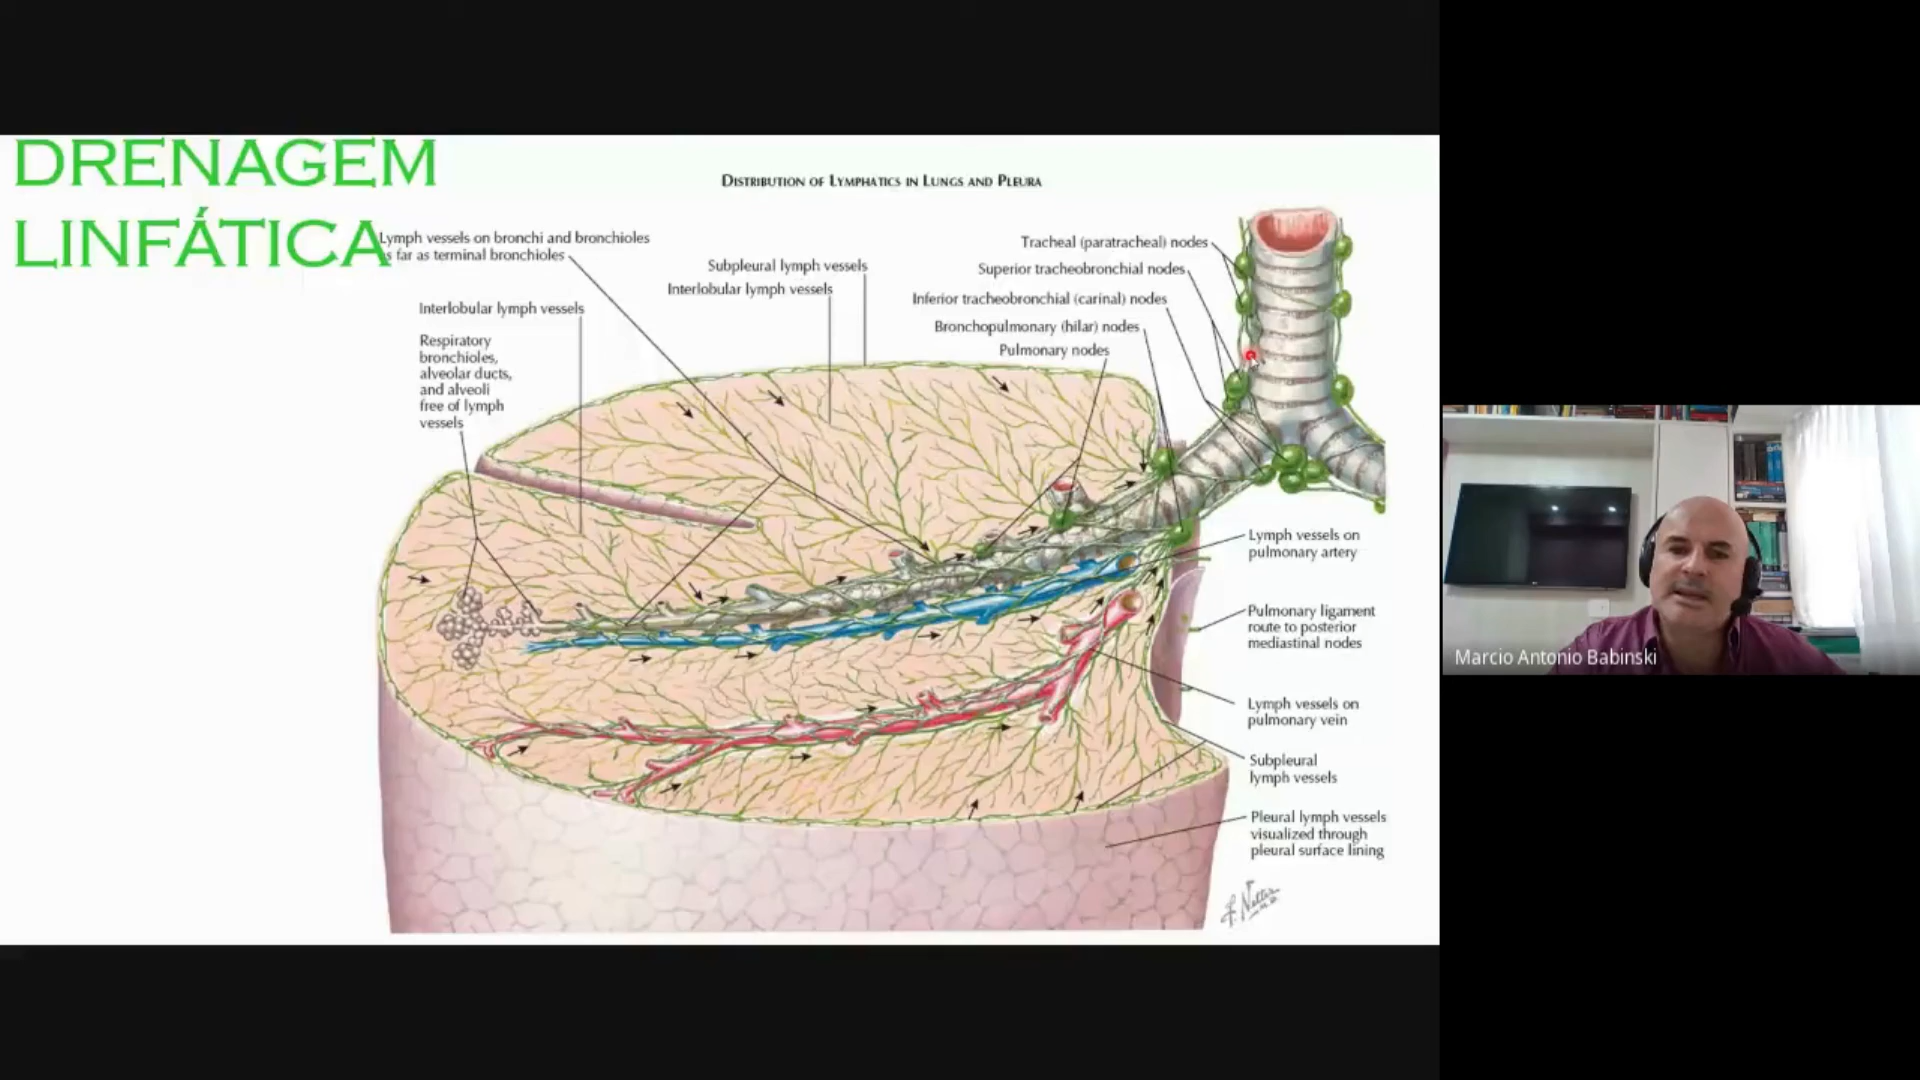 DRENAGEM
LINFÁTICA
DISTRIBUTION OF LYMPHATICS IN LUNGS AND PLEURA
Lymph vessels on bronchi and bronchioles
s far as terminal bronchioles
Subpleural lymph vessels
Interlobular lymph vessels
Interlobular lymph vessels
Respiratory
bronchioles,
alveolar ducts,
and alveoli
free of lymph
vessels
Tracheal (paratracheal) nodes
Superior tracheobronchial nodes
Inferior tracheobronchial (carinal) nodes
Bronchopulmonary (hilar) nodes
Pulmonary nodes
Lymph vessels on
pulmonary artery
Pulmonary ligament
route to posterior
mediastinal nodes
Lymph vessels on
pulmonary vein
Subpleural
lymph vessels
Pleural lymph vessels
visualized through
pleural surface lining
F. Netter
M.D.
Marcio Antonio Babinski